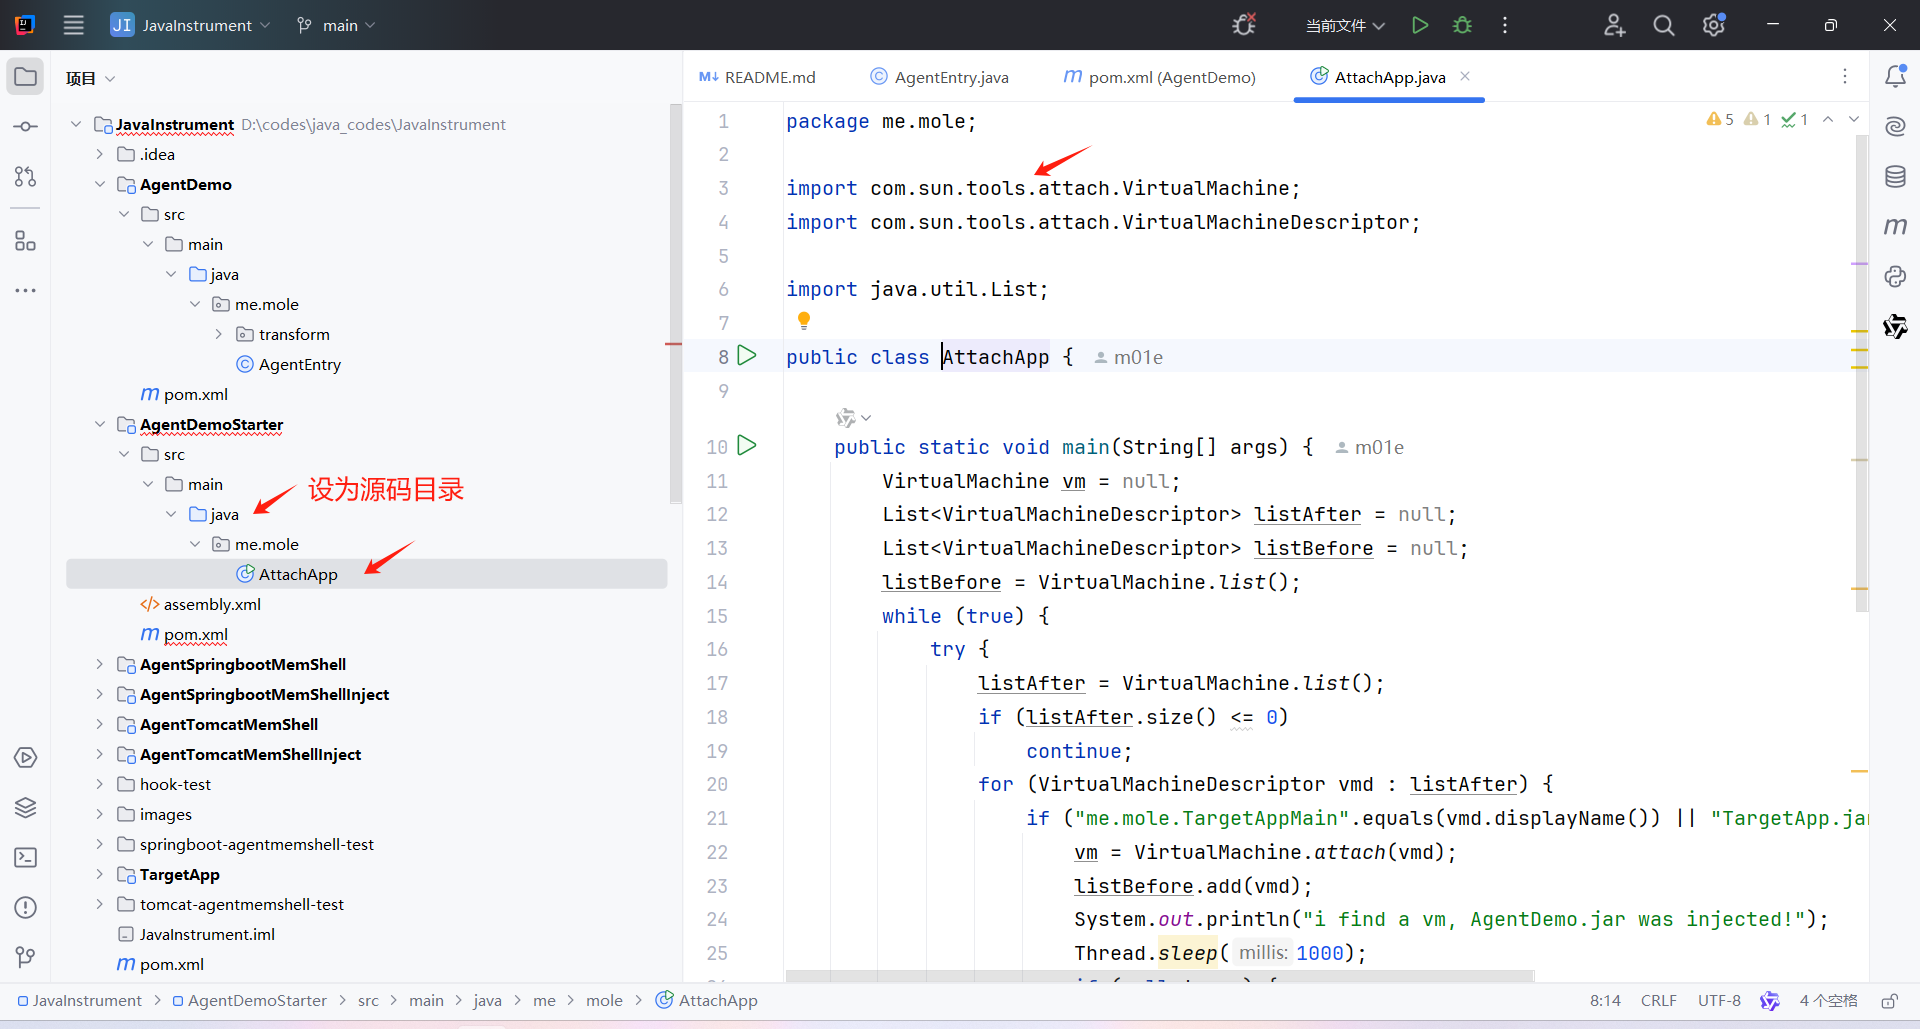 JI JavaInstrument main 当前文件
项目
README.md AgentEntry.java pom.xml (AgentDemo) AttachApp.java
JavaInstrument D:\codes\java_codes\JavaInstrument
.idea
AgentDemo
src
main
java
me.mole
transform
AgentEntry
pom.xml
AgentDemoStarter
src
main
设为源码目录
java
me.mole
AttachApp
assembly.xml
pom.xml
AgentSpringbootMemShell
AgentSpringbootMemShellInject
AgentTomcatMemShell
AgentTomcatMemShellInject
hook-test
images
springboot-agentmemshell-test
TargetApp
tomcat-agentmemshell-test
JavaInstrument.iml
pom.xml
5 1 1
1 package me.mole;
2
3 import com.sun.tools.attach.VirtualMachine;
4 import com.sun.tools.attach.VirtualMachineDescriptor;
5
6 import java.util.List;
7
8 public class AttachApp { m01e
9
10 public static void main(String[] args) { m01e
11 VirtualMachine vm = null;
12 List<VirtualMachineDescriptor> listAfter = null;
13 List<VirtualMachineDescriptor> listBefore = null;
14 listBefore = VirtualMachine.list();
15 while (true) {
16 try {
17 listAfter = VirtualMachine.list();
18 if (listAfter.size() <= 0)
19 continue;
20 for (VirtualMachineDescriptor vmd : listAfter) {
21 if ("me.mole.TargetAppMain".equals(vmd.displayName()) || "TargetApp.jar
22 vm = VirtualMachine.attach(vmd);
23 listBefore.add(vmd);
24 System.out.println("i find a vm, AgentDemo.jar was injected!");
25 Thread.sleep( millis: 1000);
JavaInstrument > AgentDemoStarter > src > main > java > me > mole > AttachApp 8:14 CRLF UTF-8 4 个空格